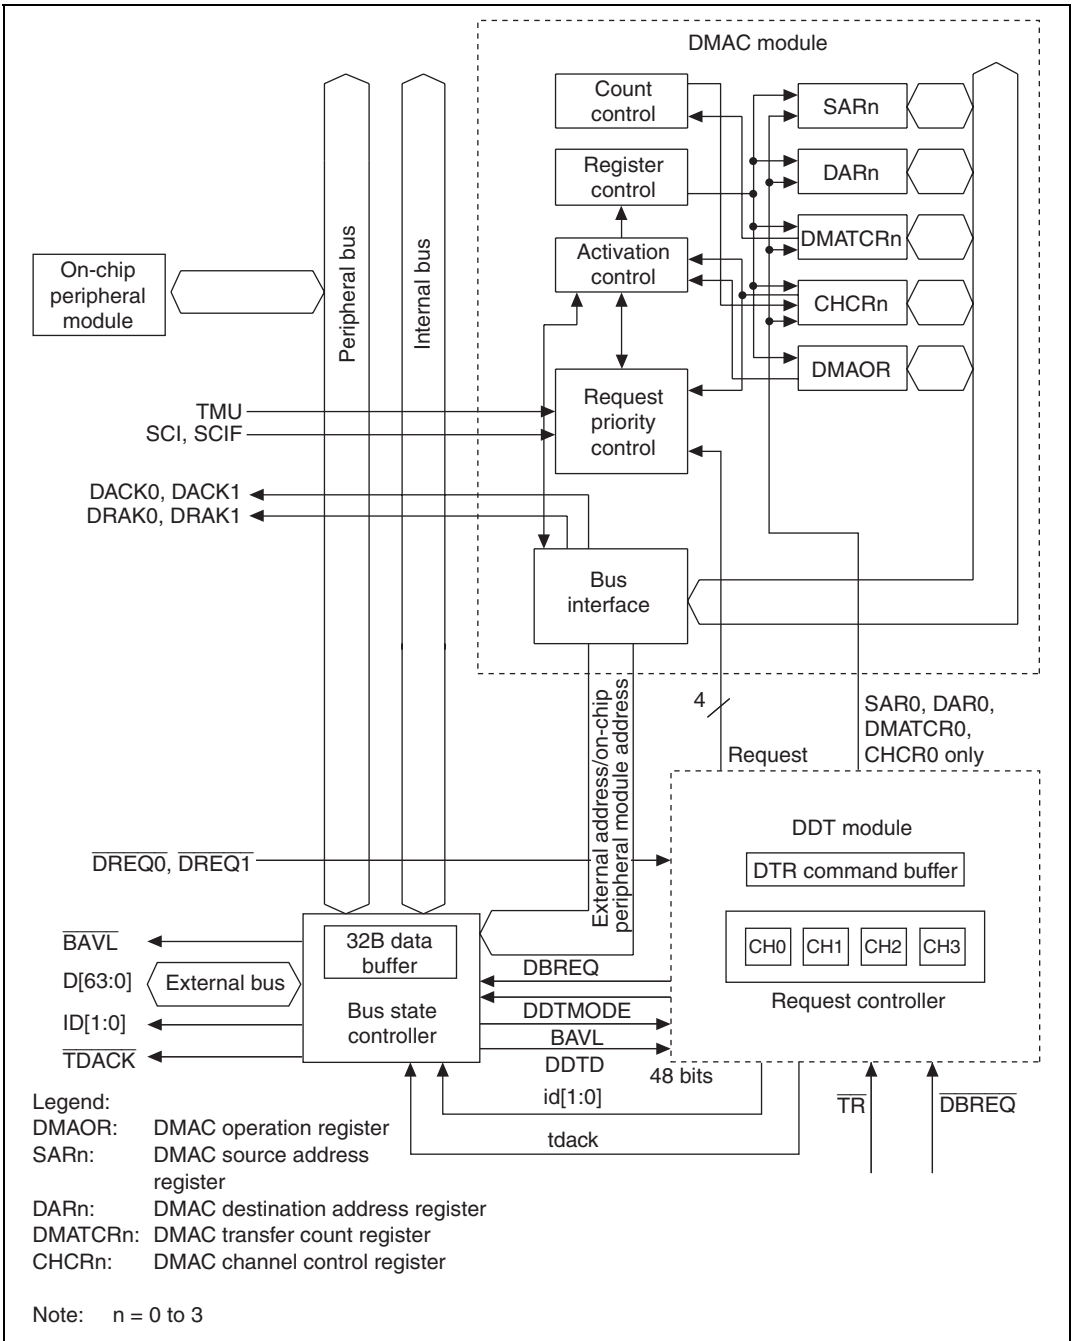 DMAC module
Count
control
SARn
Register
control
DARn
DMATCRn
Activation
control
CHCRn
DMAOR
On-chip
peripheral
module
Peripheral bus
Internal bus
Request
priority
control
TMU
SCI, SCIF
DACK0, DACK1
DRAK0, DRAK1
Bus
interface
External address/on-chip
peripheral module address
4
Request
SAR0, DAR0,
DMATCR0,
CHCR0 only
DDT module
DTR command buffer
CH0 CH1 CH2 CH3
Request controller
DREQ0, DREQ1
BAVL
D[63:0]
External bus
ID[1:0]
TDACK
32B data
buffer
Bus state
controller
DBREQ
DDTMODE
BAVL
DDTD
48 bits
id[1:0]
tdack
TR
DBREQ
Legend:
DMAOR: DMAC operation register
SARn: DMAC source address
register
DARn: DMAC destination address register
DMATCRn: DMAC transfer count register
CHCRn: DMAC channel control register
Note: n = 0 to 3